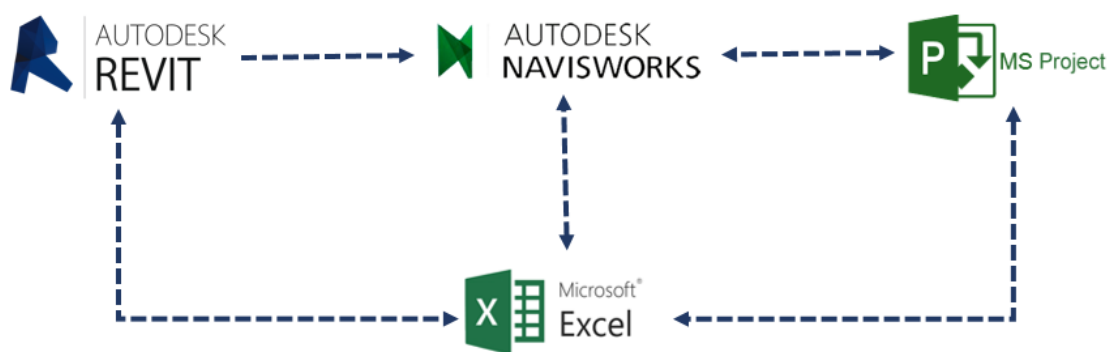 AUTODESK
REVIT
AUTODESK
NAVISWORKS
P
MS Project
X
Microsoft®
Excel